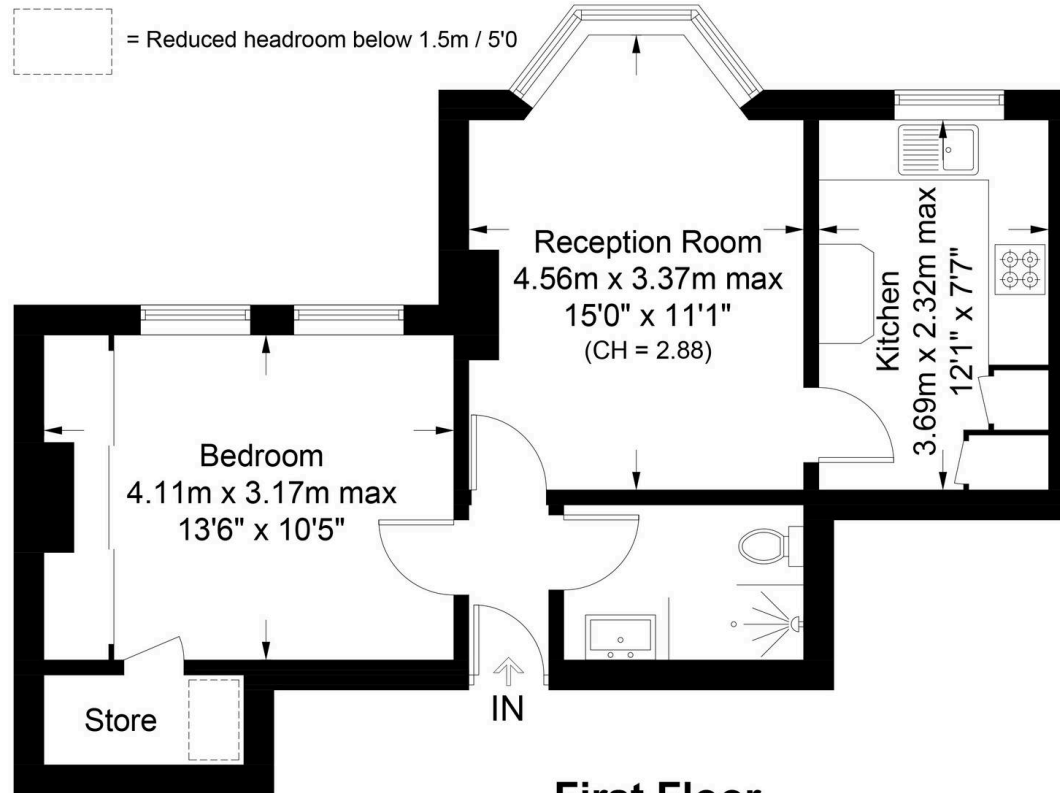 = Reduced headroom below 1.5m / 5'0
Reception Room
4.56m x 3.37m max
15'0" x 11'1"
(CH = 2.88)
Kitchen
3.69m x 2.32m max
12'1" x 7'7"
Bedroom
4.11m x 3.17m max
13'6" x 10'5"
Store
IN
First Floor